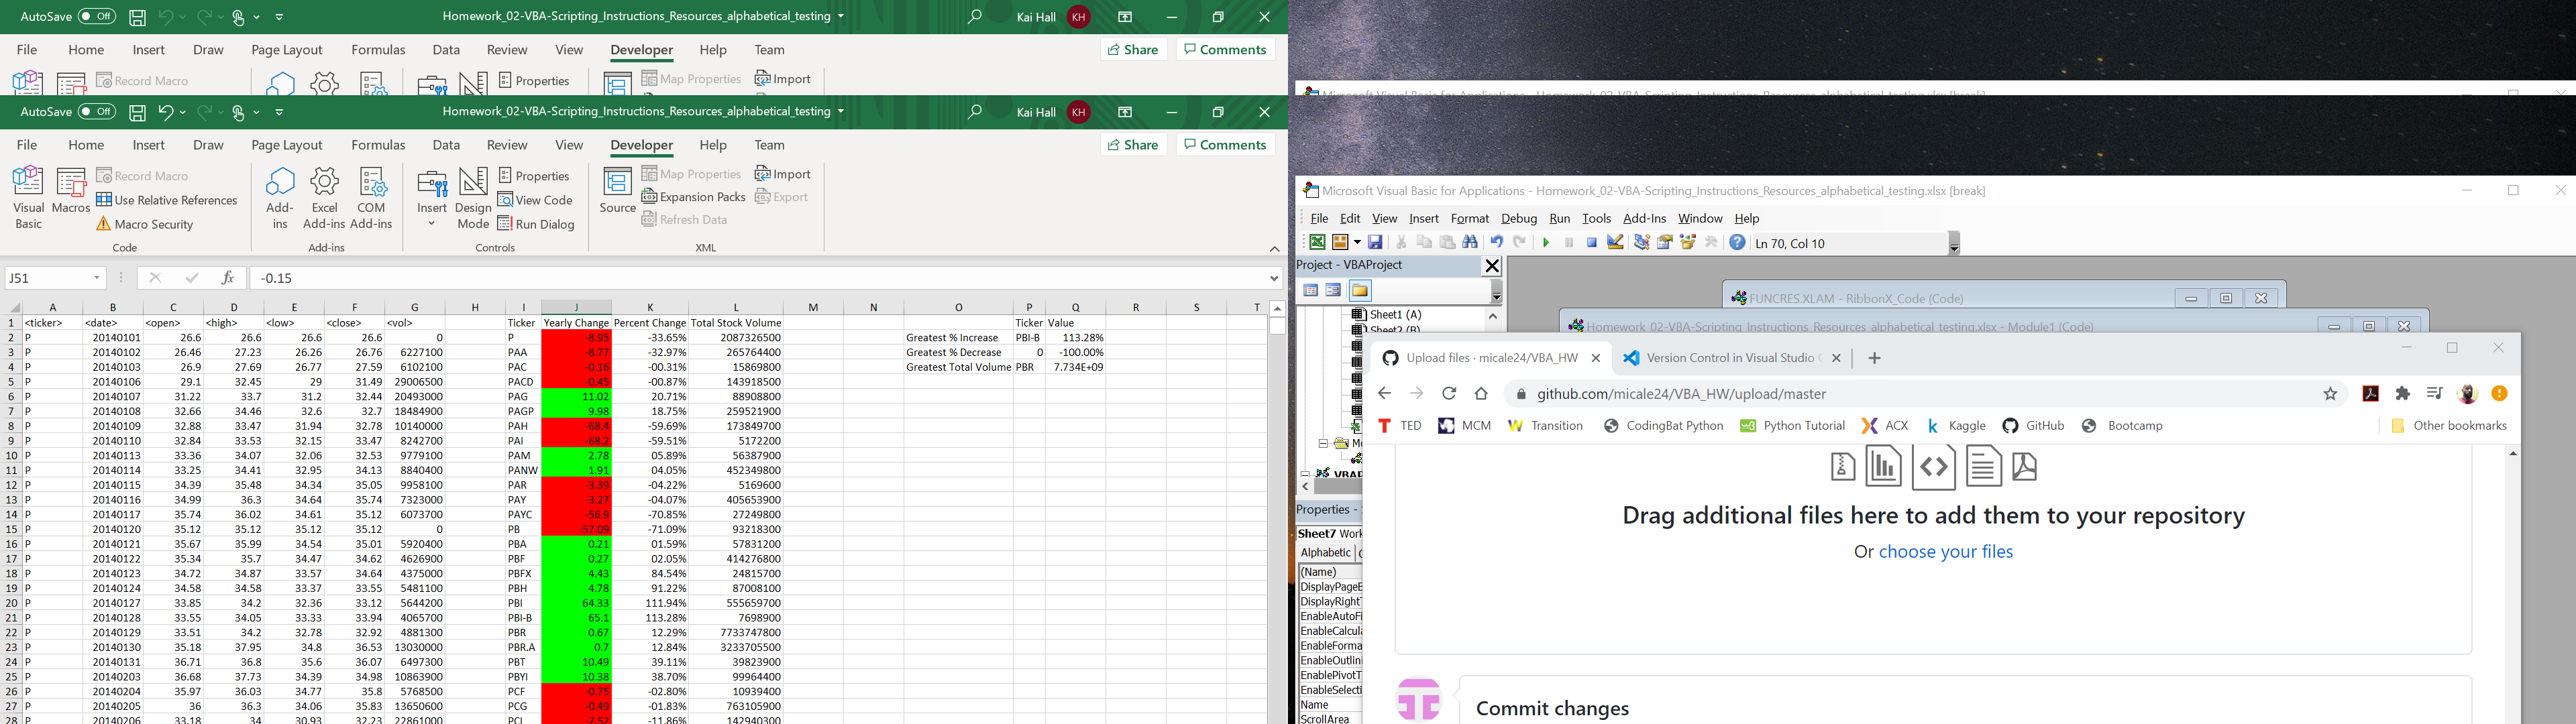 AutoSave Off Homework_02-VBA-Scripting_Instructions_Resources_alphabetical_testing Kai Hall KH
File Home Insert Draw Page Layout Formulas Data Review View Developer Help Team Share Comments
Record Macro Properties Map Properties Import
AutoSave Off Homework_02-VBA-Scripting_Instructions_Resources_alphabetical_testing Kai Hall KH
File Home Insert Draw Page Layout Formulas Data Review View Developer Help Team Share Comments
Visual Basic Macros Record Macro Use Relative References Macro Security Code
Add-ins Excel Add-ins COM Add-ins Add-ins
Insert Design Mode Properties View Code Run Dialog Controls
Source Map Properties Expansion Packs Refresh Data Import Export XML
J51 fx -0.15
A B C D E F G H I J K L M N O P Q R S T
1 <ticker> <date> <open> <high> <low> <close> <vol> Ticker Yearly Change Percent Change Total Stock Volume Ticker Value
2 P 20140101 26.6 26.6 26.6 26.6 0 P -8.95 -33.65% 2087326500 Greatest % Increase PBI-B 113.28%
3 P 20140102 26.46 27.23 26.26 26.76 6227100 PAA -8.77 -32.97% 265764400 Greatest % Decrease 0 -100.00%
4 P 20140103 26.9 27.69 26.77 27.59 6102100 PAC -0.16 -00.31% 15869800 Greatest Total Volume PBR 7.734E+09
5 P 20140106 29.1 32.45 29 31.49 29006500 PACD -0.45 -00.87% 143918500
6 P 20140107 31.22 33.7 31.2 32.44 20493000 PAG 11.02 20.71% 88908800
7 P 20140108 32.66 34.46 32.6 32.7 18484900 PAGP 9.98 18.75% 259521900
8 P 20140109 32.88 33.47 31.94 32.78 10140000 PAH -68.4 -59.69% 173849700
9 P 20140110 32.84 33.53 32.15 33.47 8242700 PAI -68.2 -59.51% 5172200
10 P 20140113 33.36 34.07 32.06 32.53 9779100 PAM 2.78 05.89% 56387900
11 P 20140114 33.25 34.41 32.95 34.13 8840400 PANW 1.91 04.05% 452349800
12 P 20140115 34.39 35.48 34.34 35.05 9958100 PAR -3.39 -04.22% 5169600
13 P 20140116 34.99 36.3 34.64 35.74 7323000 PAY -3.27 -04.07% 405653900
14 P 20140117 35.74 36.02 34.61 35.12 6073700 PAYC -56.9 -70.85% 27249800
15 P 20140120 35.12 35.12 35.12 35.12 0 PB -57.09 -71.09% 93218300
16 P 20140121 35.67 35.99 34.54 35.01 5920400 PBA 0.21 01.59% 57831200
17 P 20140122 35.34 35.7 34.47 34.62 4626900 PBF 0.27 02.05% 414276800
18 P 20140123 34.72 34.87 33.57 34.64 4375000 PBFX 4.43 84.54% 24815700
19 P 20140124 34.58 34.58 33.37 33.55 5481100 PBH 4.78 91.22% 87008100
20 P 20140127 33.85 34.2 32.36 33.12 5644200 PBI 64.33 111.94% 555659700
21 P 20140128 33.55 34.05 33.33 33.94 4065700 PBI-B 65.1 113.28% 7698900
22 P 20140129 33.51 34.2 32.78 32.92 4881300 PBR 0.67 12.29% 7733747800
23 P 20140130 35.18 37.95 34.8 36.53 13030000 PBR.A 0.7 12.84% 3233705500
24 P 20140131 36.71 36.8 35.6 36.07 6497300 PBT 10.49 39.11% 39823900
25 P 20140203 36.68 37.73 34.39 34.98 10863900 PBYI 10.38 38.70% 99964400
26 P 20140204 35.97 36.03 34.77 35.8 5768500 PCF -0.75 -02.80% 10939400
27 P 20140205 36 36.3 34.06 35.83 13650600 PCG -0.49 -01.83% 763105900
28 P 20140206 33.18 34 30.93 32.23 22861000 PCL -7.52 -11.86% 142940300
Microsoft Visual Basic for Applications - Homework_02-VBA-Scripting_Instructions_Resources_alphabetical_testing.xlsx [break]
Microsoft Visual Basic for Applications - Homework_02-VBA-Scripting_Instructions_Resources_alphabetical_testing.xlsx [break]
File Edit View Insert Format Debug Run Tools Add-Ins Window Help
Ln 70, Col 10
Project - VBAProject
Sheet1 (A)
Sheet2 (B)
Mo
VBAP
Properties -
Sheet7 Work
Alphabetic
(Name)
DisplayPageB
DisplayRightT
EnableAutoFi
EnableCalcula
EnableForma
EnableOutlini
EnablePivotT
EnableSelecti
Name
ScrollArea
FUNCRES.XLAM - RibbonX_Code (Code)
Homework_02-VBA-Scripting_Instructions_Resources_alphabetical_testing.xlsx - Module1 (Code)
Upload files · micale24/VBA_HW Version Control in Visual Studio
github.com/micale24/VBA_HW/upload/master
TED MCM Transition CodingBat Python Python Tutorial ACX Kaggle GitHub Bootcamp Other bookmarks
Drag additional files here to add them to your repository
Or choose your files
Commit changes